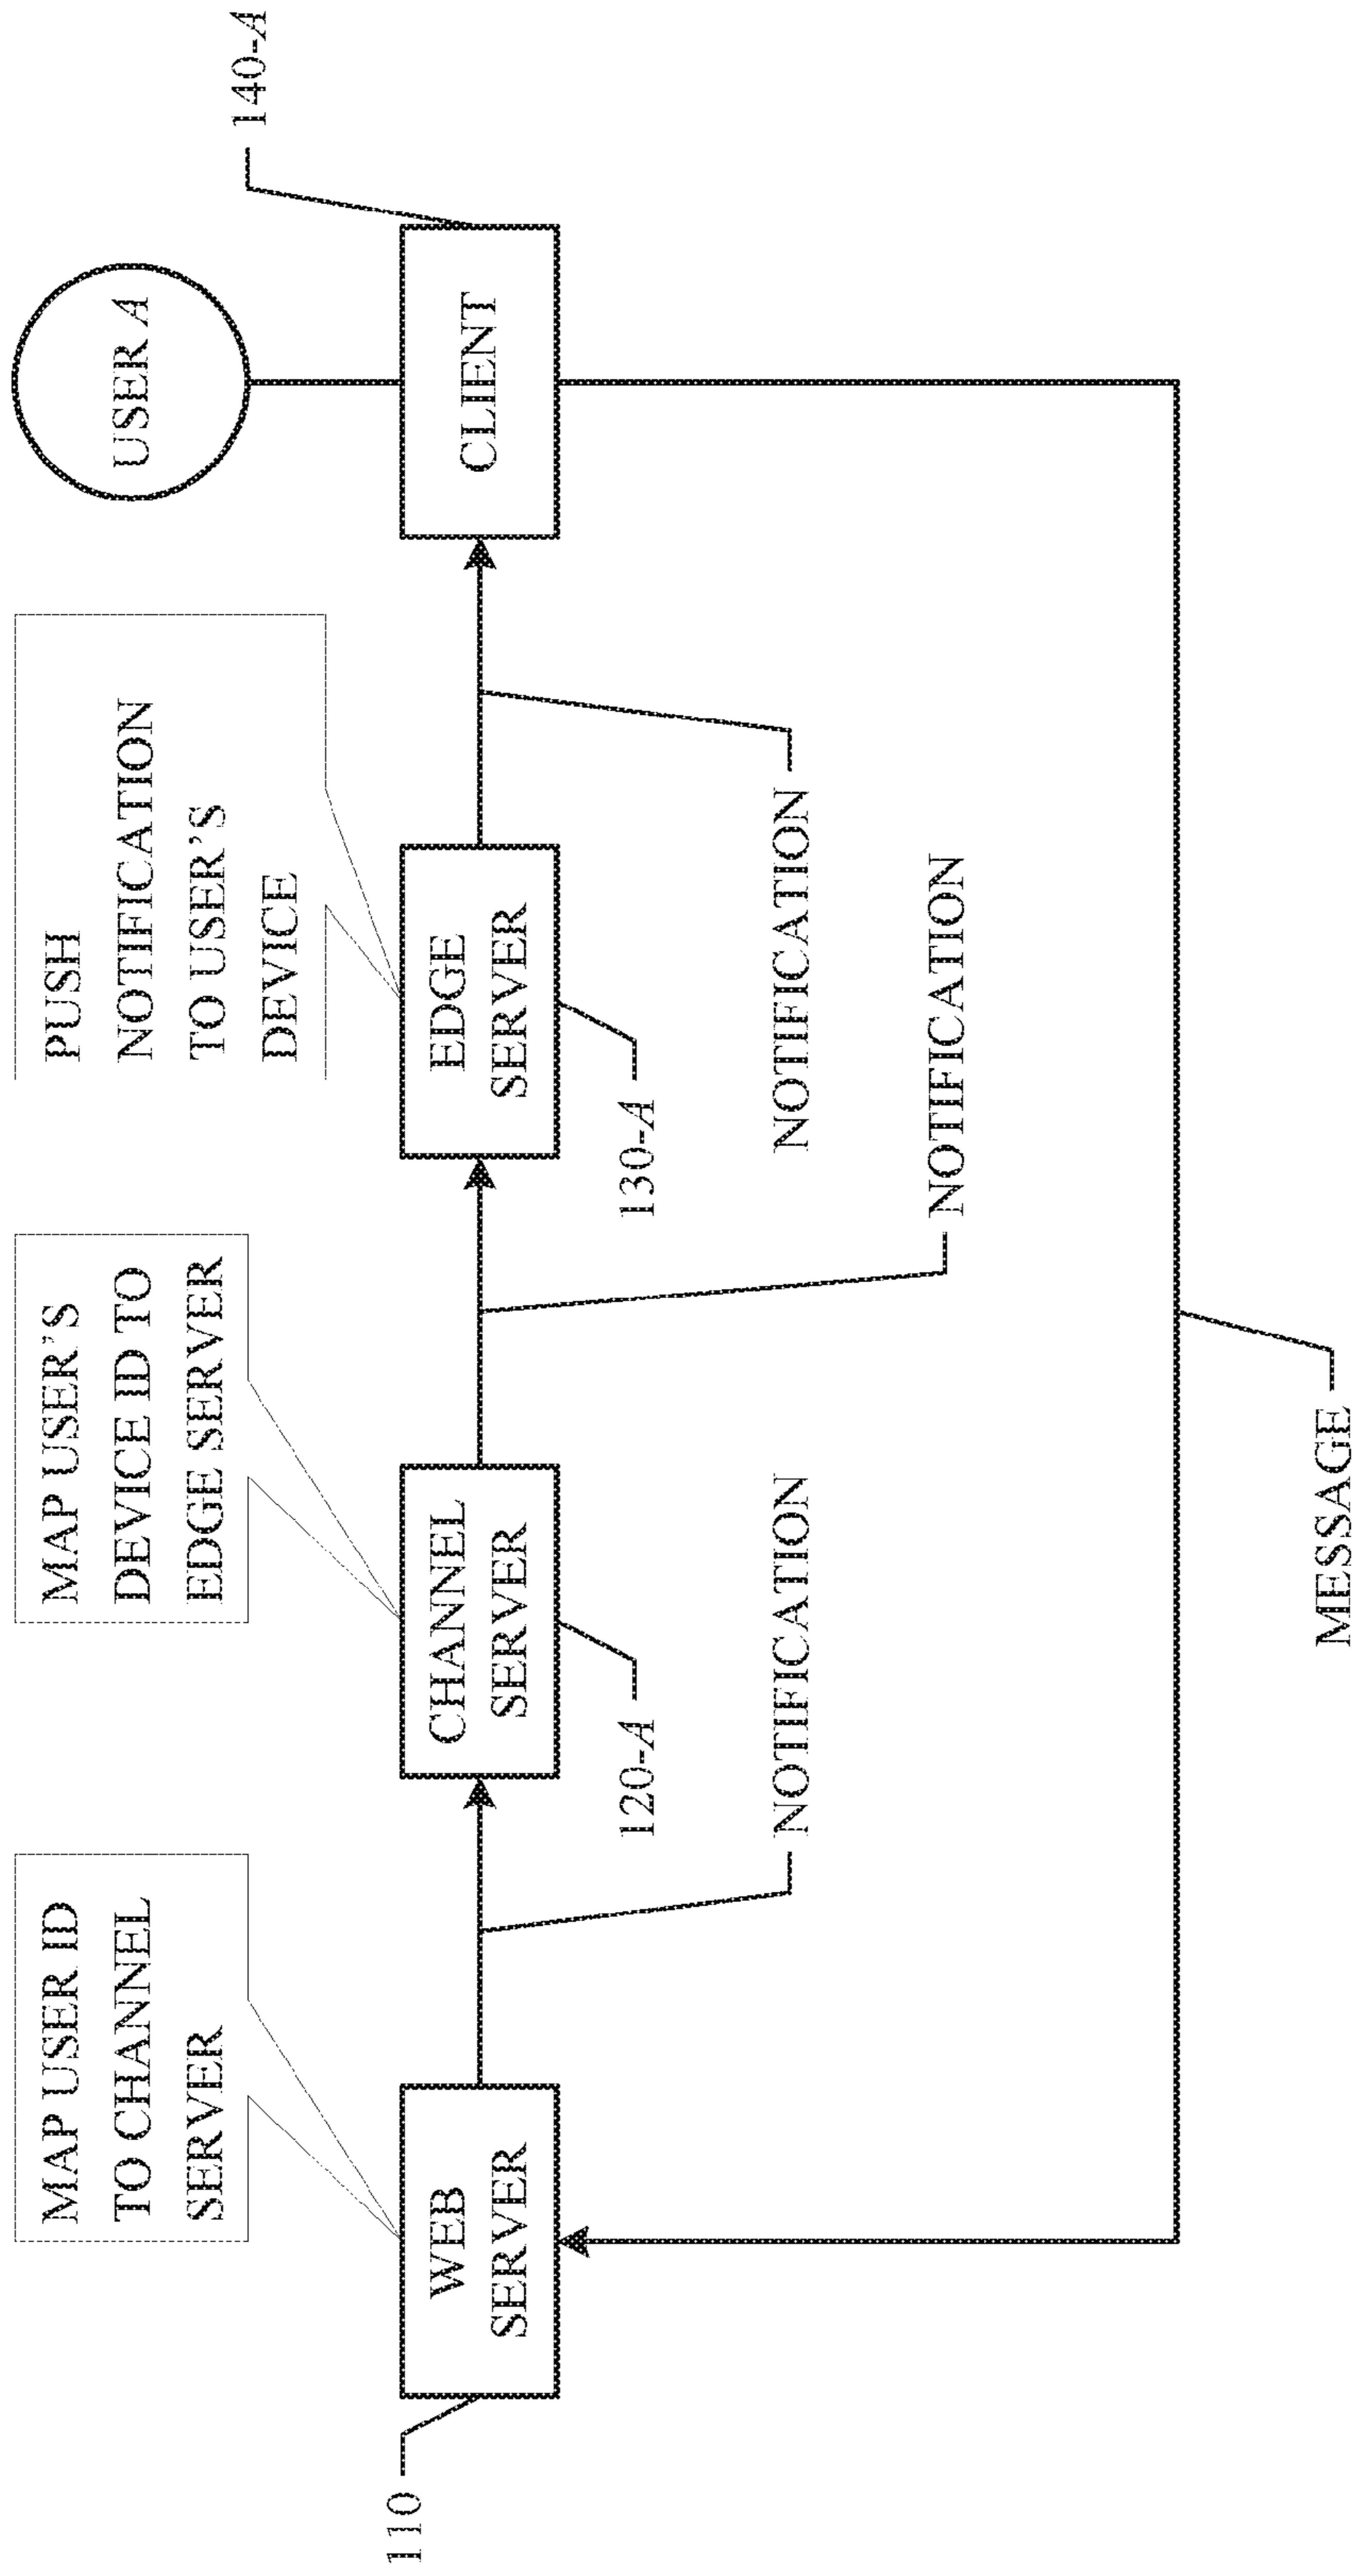 MAP USER ID
TO CHANNEL
SERVER
MAP USER'S
DEVICE ID TO
EDGE SERVER
PUSH
NOTIFICATION
TO USER'S
DEVICE
USER A
110
WEB
SERVER
CHANNEL
SERVER
EDGE
SERVER
CLIENT
140-A
120-A
130-A
NOTIFICATION
NOTIFICATION
NOTIFICATION
MESSAGE